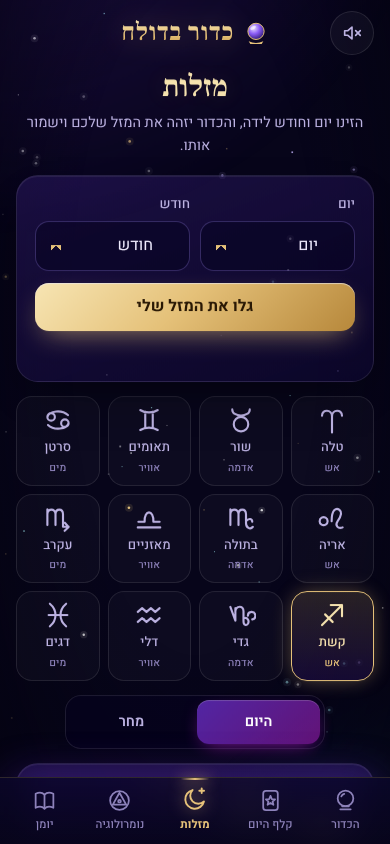 כדור בדולח
מזלות
הזינו יום וחודש לידה, והכדור יזהה את המזל שלכם וישמור
אותו.
יום חודש
יום חודש
גלו את המזל שלי
טלה שור תאומים סרטן
אש אדמה אוויר מים
אריה בתולה מאזניים עקרב
אש אדמה אוויר מים
קשת גדי דלי דגים
אש אדמה אוויר מים
היום מחר
הכדור קלף היום מזלות נומרולוגיה יומן